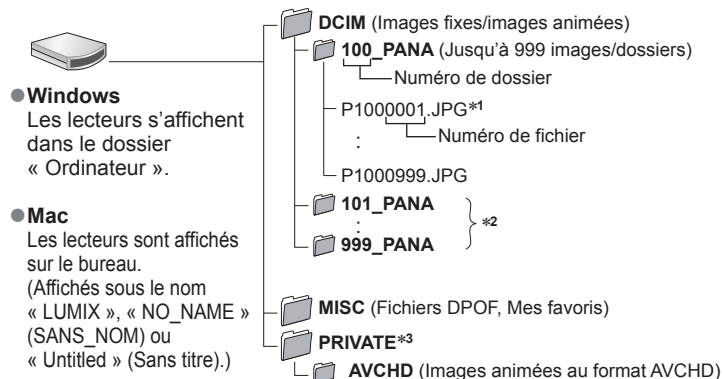 ●Windows
Les lecteurs s'affichent
dans le dossier
« Ordinateur ».
●Mac
Les lecteurs sont affichés
sur le bureau.
(Affichés sous le nom
« LUMIX », « NO_NAME »
(SANS_NOM) ou
« Untitled » (Sans titre).)
DCIM (Images fixes/images animées)
100_PANA (Jusqu'à 999 images/dossiers)
Numéro de dossier
P1000001.JPG*1
Numéro de fichier
:
P1000999.JPG
101_PANA
:
999_PANA
*2
MISC (Fichiers DPOF, Mes favoris)
PRIVATE*3
AVCHD (Images animées au format AVCHD)